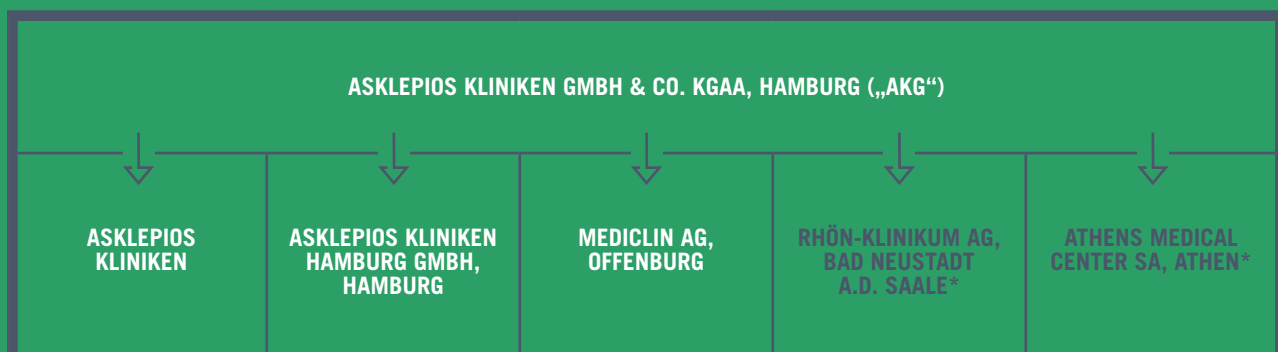 ASKLEPIOS KLINIKEN GMBH & CO. KGAA, HAMBURG („AKG“)
ASKLEPIOS
KLINIKEN
ASKLEPIOS KLINIKEN
HAMBURG GMBH,
HAMBURG
MEDICLIN AG,
OFFENBURG
RHÖN-KLINIKUM AG,
BAD NEUSTADT
A.D. SAALE*
ATHENS MEDICAL
CENTER SA, ATHEN*